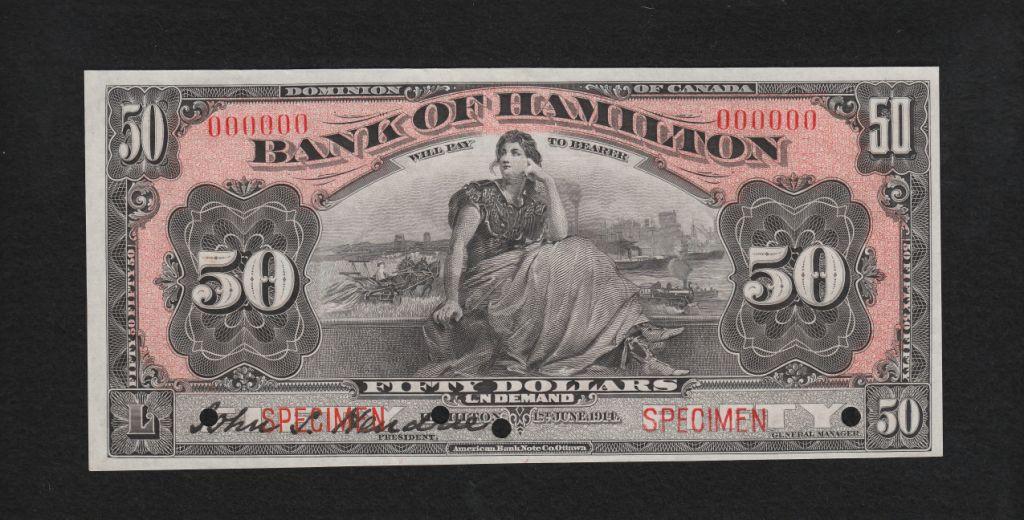 DOMINION OF CANADA
50 50
000000 000000
BANK OF HAMILTON
WILL PAY TO BEARER
50 50
FIFTY DOLLARS
ON DEMAND
L SPECIMEN HAMILTON 1ST JUNE 1914. SPECIMEN 50
PRESIDENT. GENERAL MANAGER
American Bank Note Co. Ottawa